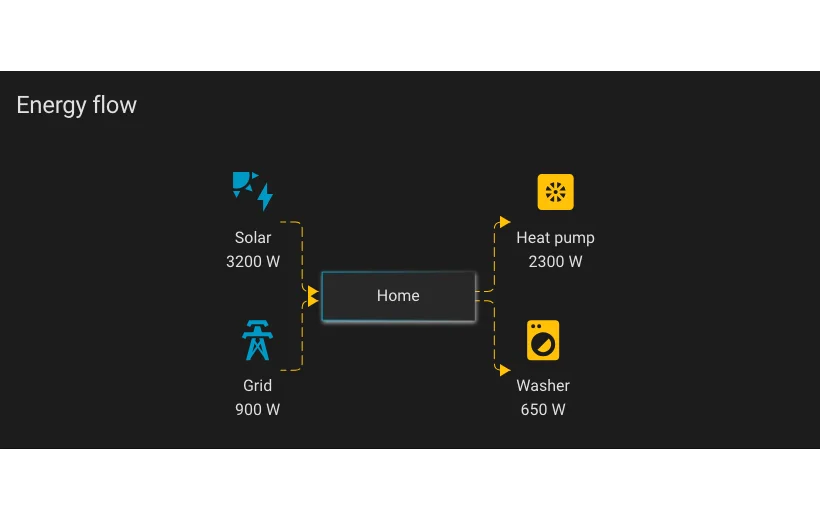 Energy flow
Solar
3200 W
Heat pump
2300 W
Home
Grid
900 W
Washer
650 W